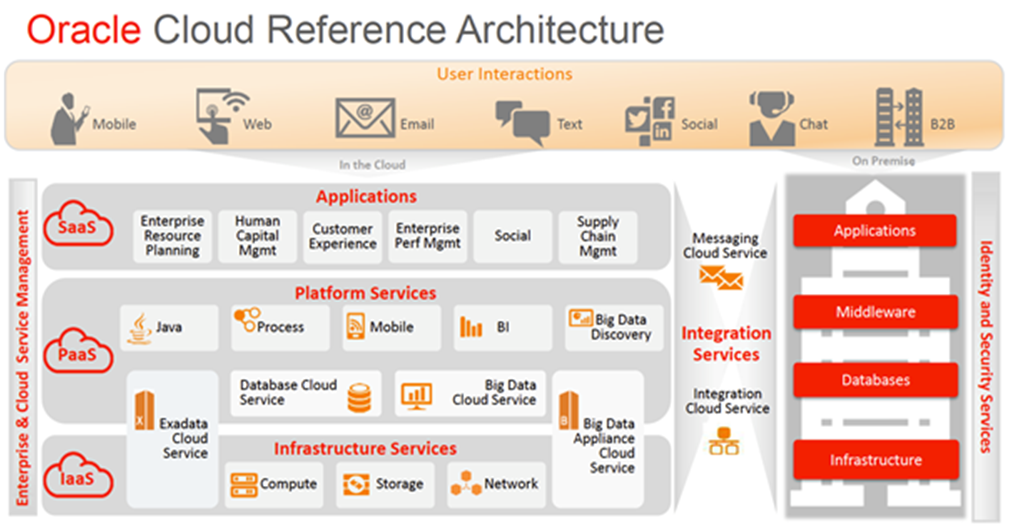 Oracle Cloud Reference Architecture
User Interactions
Mobile
Web
@
Email
Text
Social
Chat
B2B
In the Cloud
On Premise
Enterprise & Cloud Service Management
SaaS
Applications
Enterprise
Resource
Planning
Human
Capital
Mgmt
Customer
Experience
Enterprise
Perf Mgmt
Social
Supply
Chain
Mgmt
PaaS
Platform Services
Java
Process
Mobile
BI
Big Data
Discovery
X
Exadata
Cloud
Service
Database Cloud
Service
Big Data
Cloud Service
B
Big Data
Appliance
Cloud
Service
IaaS
Infrastructure Services
Compute
Storage
Network
Messaging
Cloud Service
Integration
Services
Integration
Cloud Service
Applications
Middleware
Databases
Infrastructure
Identity and Security Services